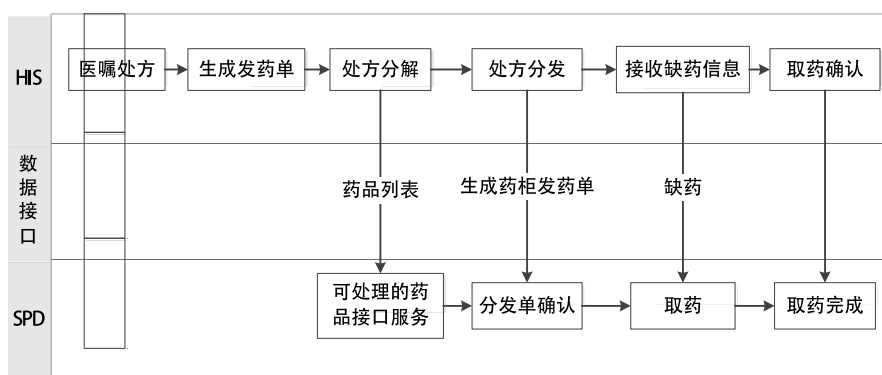 HIS
医嘱处方
生成发药单
处方分解
处方分发
接收缺药信息
取药确认
数据接口
药品列表
生成药柜发药单
缺药
SPD
可处理的药
品接口服务
分发单确认
取药
取药完成